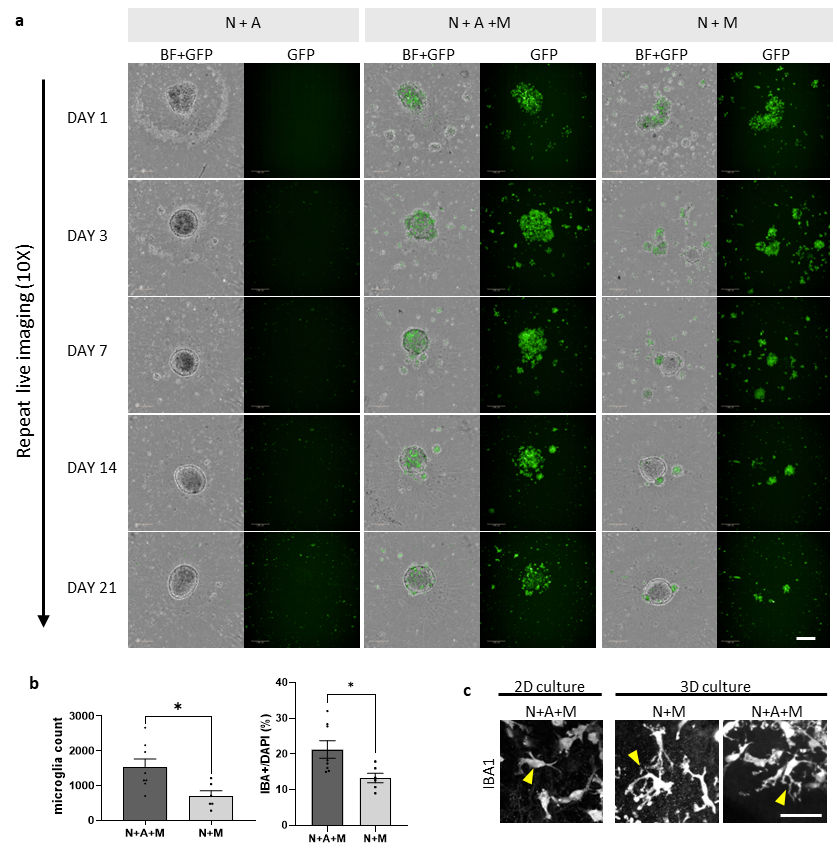 a
N + A
N + A +M
N + M
BF+GFP GFP BF+GFP GFP BF+GFP GFP
Repeat live imaging (10X)
DAY 1
DAY 3
DAY 7
DAY 14
DAY 21
b
microglia count
3000
2000
1000
0
*
N+A+M N+M
IBA+/DAPI (%)
40
30
20
10
0
*
N+A+M N+M
c
2D culture 3D culture
N+A+M N+M N+A+M
IBA1